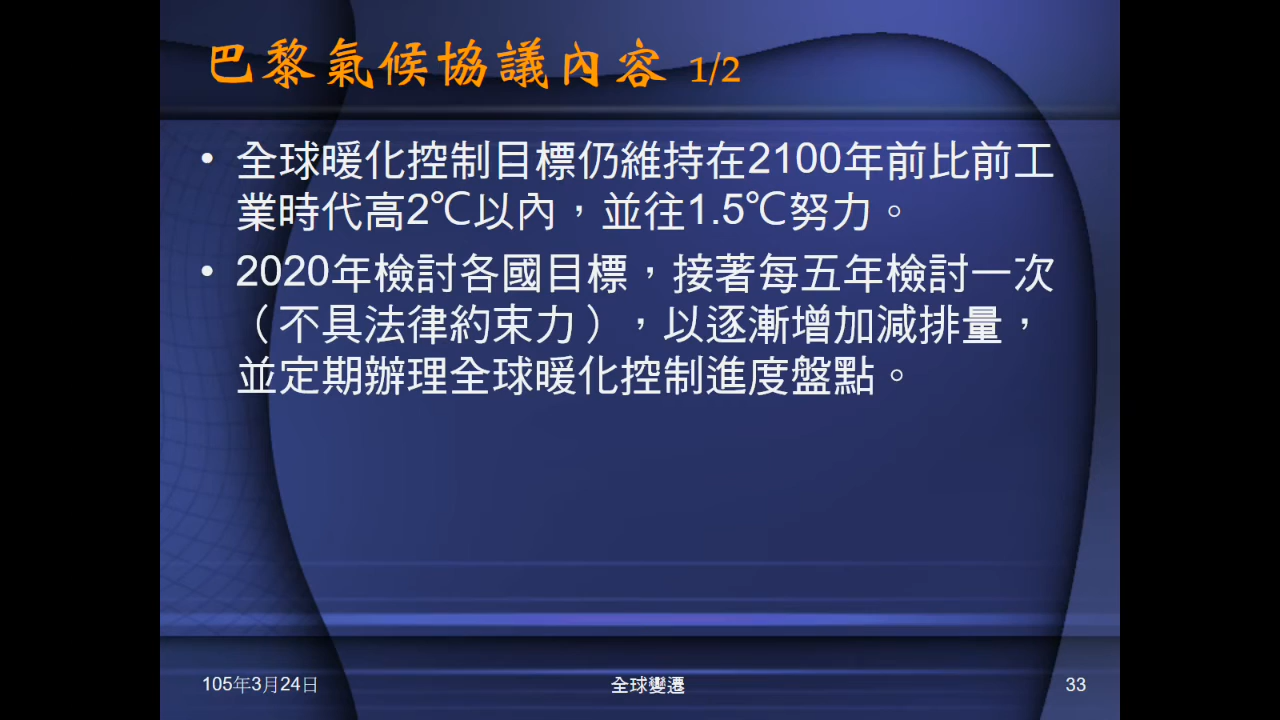 巴黎氣候協議內容 1/2
• 全球暖化控制目標仍維持在2100年前比前工
業時代高2℃以內，並往1.5℃努力。
• 2020年檢討各國目標，接著每五年檢討一次
（不具法律約束力），以逐漸增加減排量，
並定期辦理全球暖化控制進度盤點。
105年3月24日
全球變遷
33